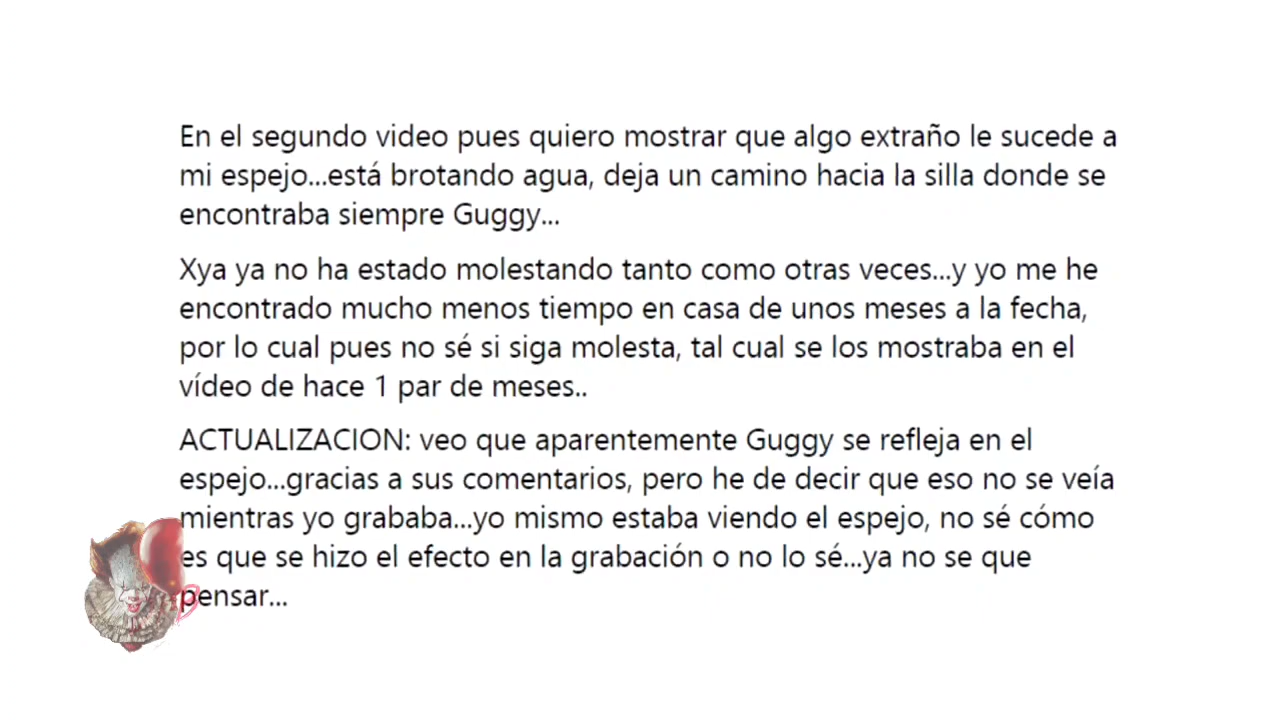 En el segundo video pues quiero mostrar que algo extraño le sucede a
mi espejo...está brotando agua, deja un camino hacia la silla donde se
encontraba siempre Guggy...
Xya ya no ha estado molestando tanto como otras veces...y yo me he
encontrado mucho menos tiempo en casa de unos meses a la fecha,
por lo cual pues no sé si siga molesta, tal cual se los mostraba en el
vídeo de hace 1 par de meses..
ACTUALIZACION: veo que aparentemente Guggy se refleja en el
espejo...gracias a sus comentarios, pero he de decir que eso no se veía
mientras yo grababa...yo mismo estaba viendo el espejo, no sé cómo
es que se hizo el efecto en la grabación o no lo sé...ya no se que
pensar...